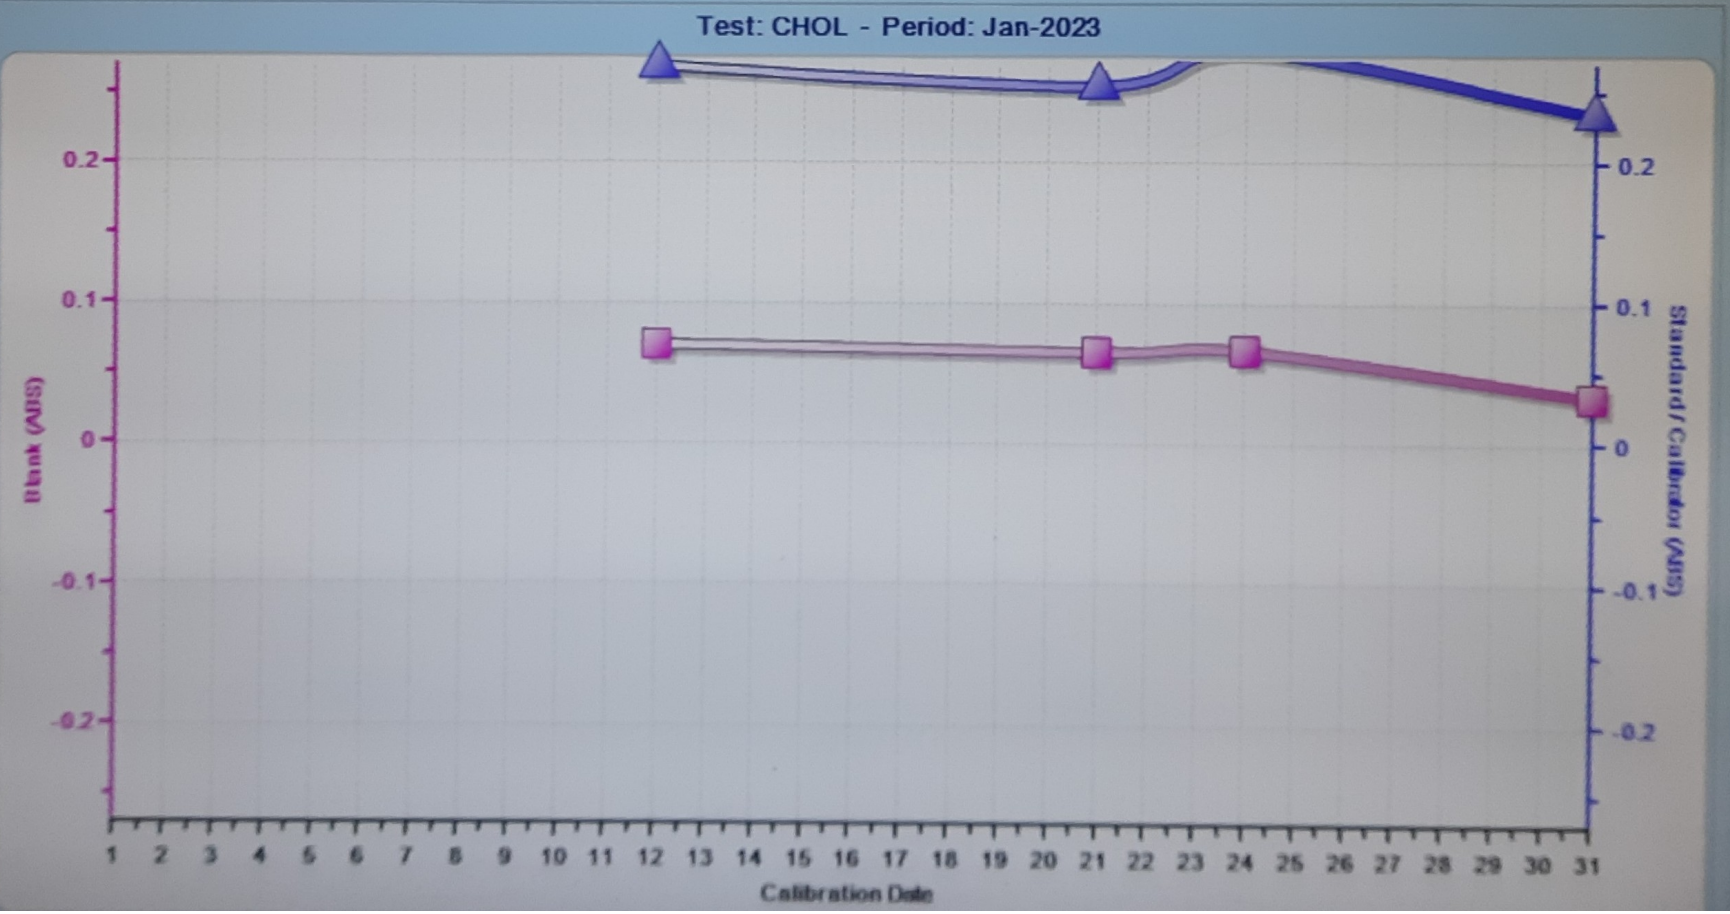 Test: CHOL - Period: Jan-2023
0.2
0.1
0
-0.1
-0.2
Blank (ABS)
0.2
0.1
0
-0.1
-0.2
Standard / Calibrator (ABS)
1 2 3 4 5 6 7 8 9 10 11 12 13 14 15 16 17 18 19 20 21 22 23 24 25 26 27 28 29 30 31
Calibration Date